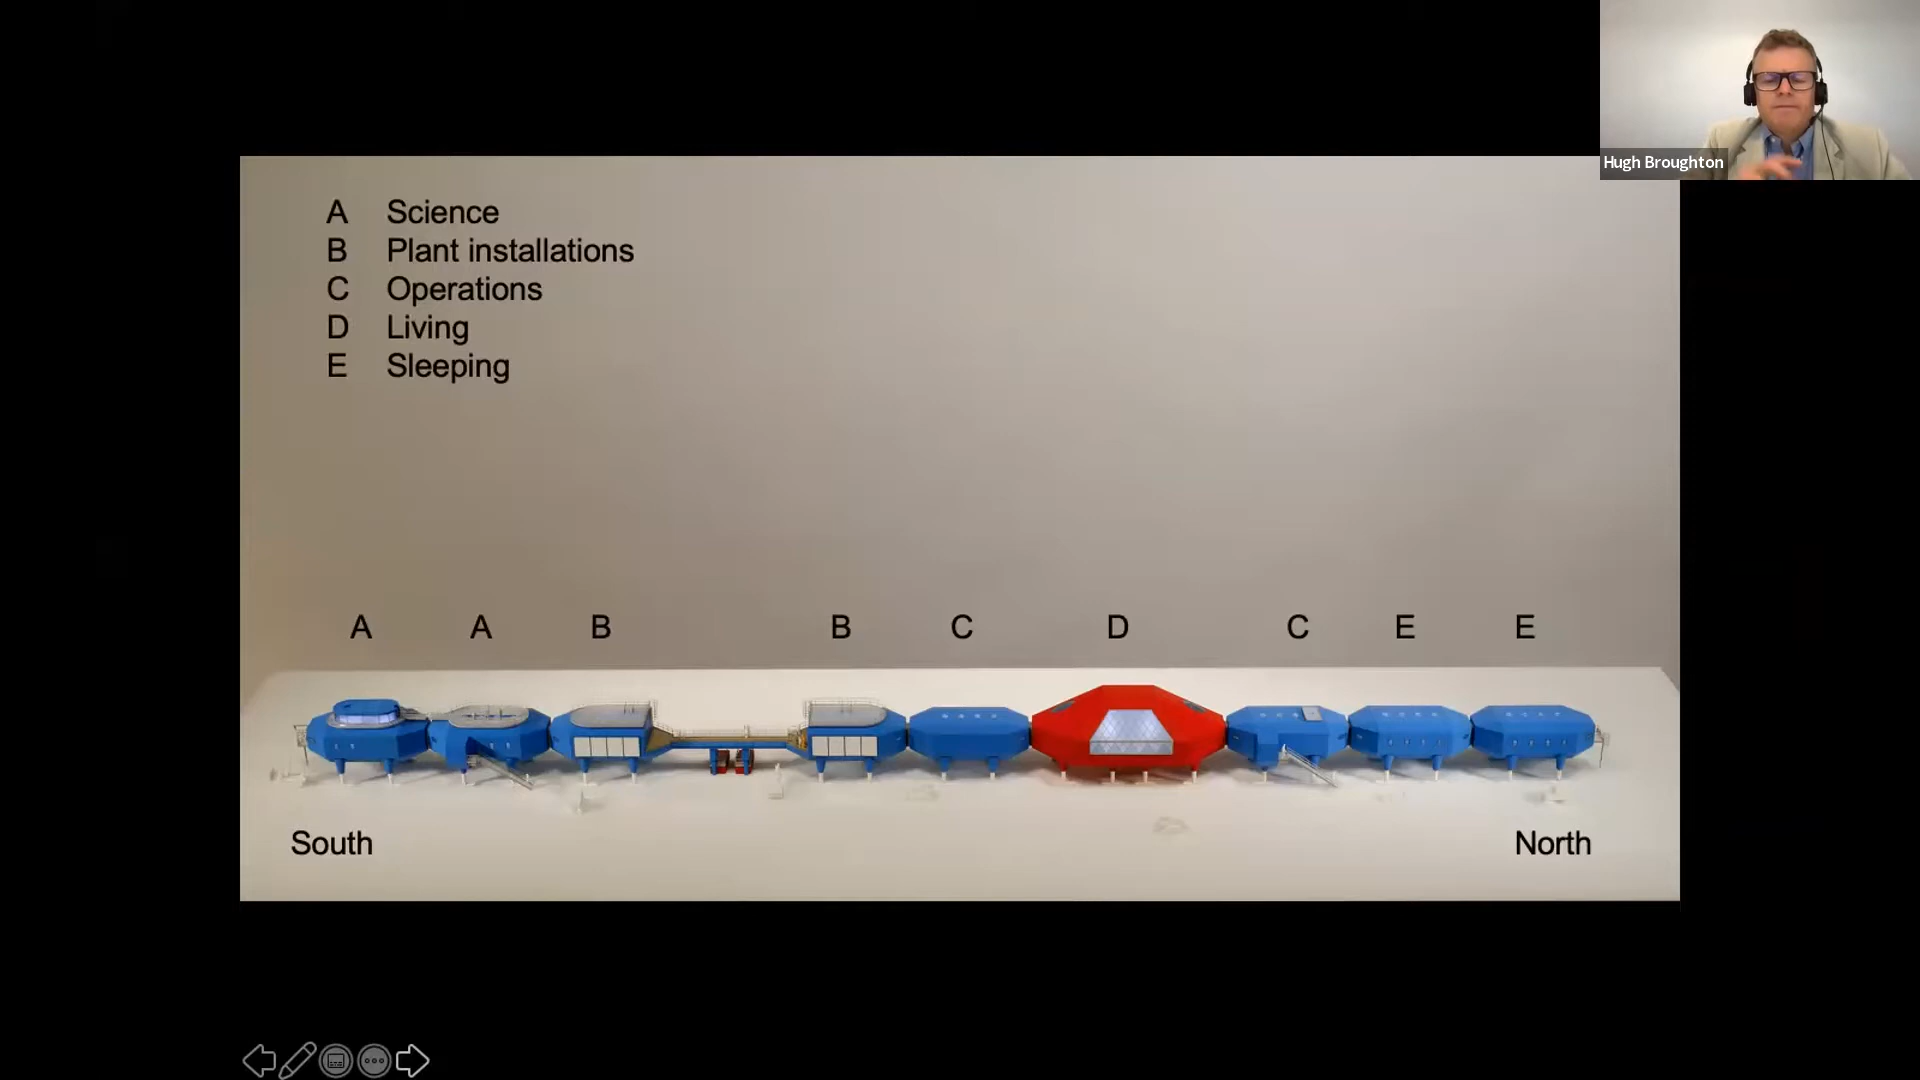 Hugh Broughton
A Science
B Plant installations
C Operations
D Living
E Sleeping
A A B B C D C E E
South North